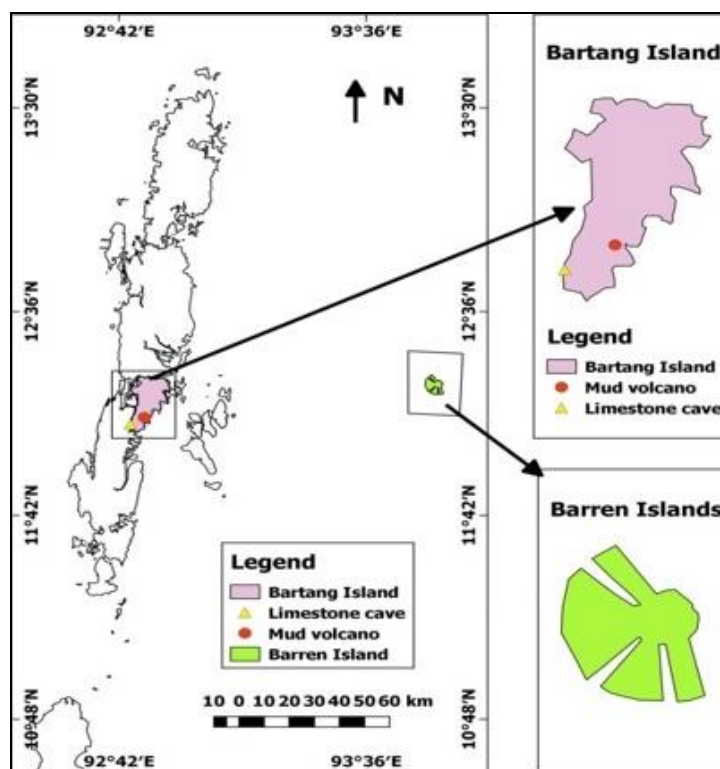 92°42'E
93°36'E
N
13°30'N
12°36'N
11°42'N
10°48'N
13°30'N
12°36'N
11°42'N
10°48'N
Legend
Bartang Island
Limestone cave
Mud volcano
Barren Island
10 0 10 20 30 40 50 60 km
92°42'E
93°36'E
Bartang Island
Legend
Bartang Island
Mud volcano
Limestone cave
Barren Islands